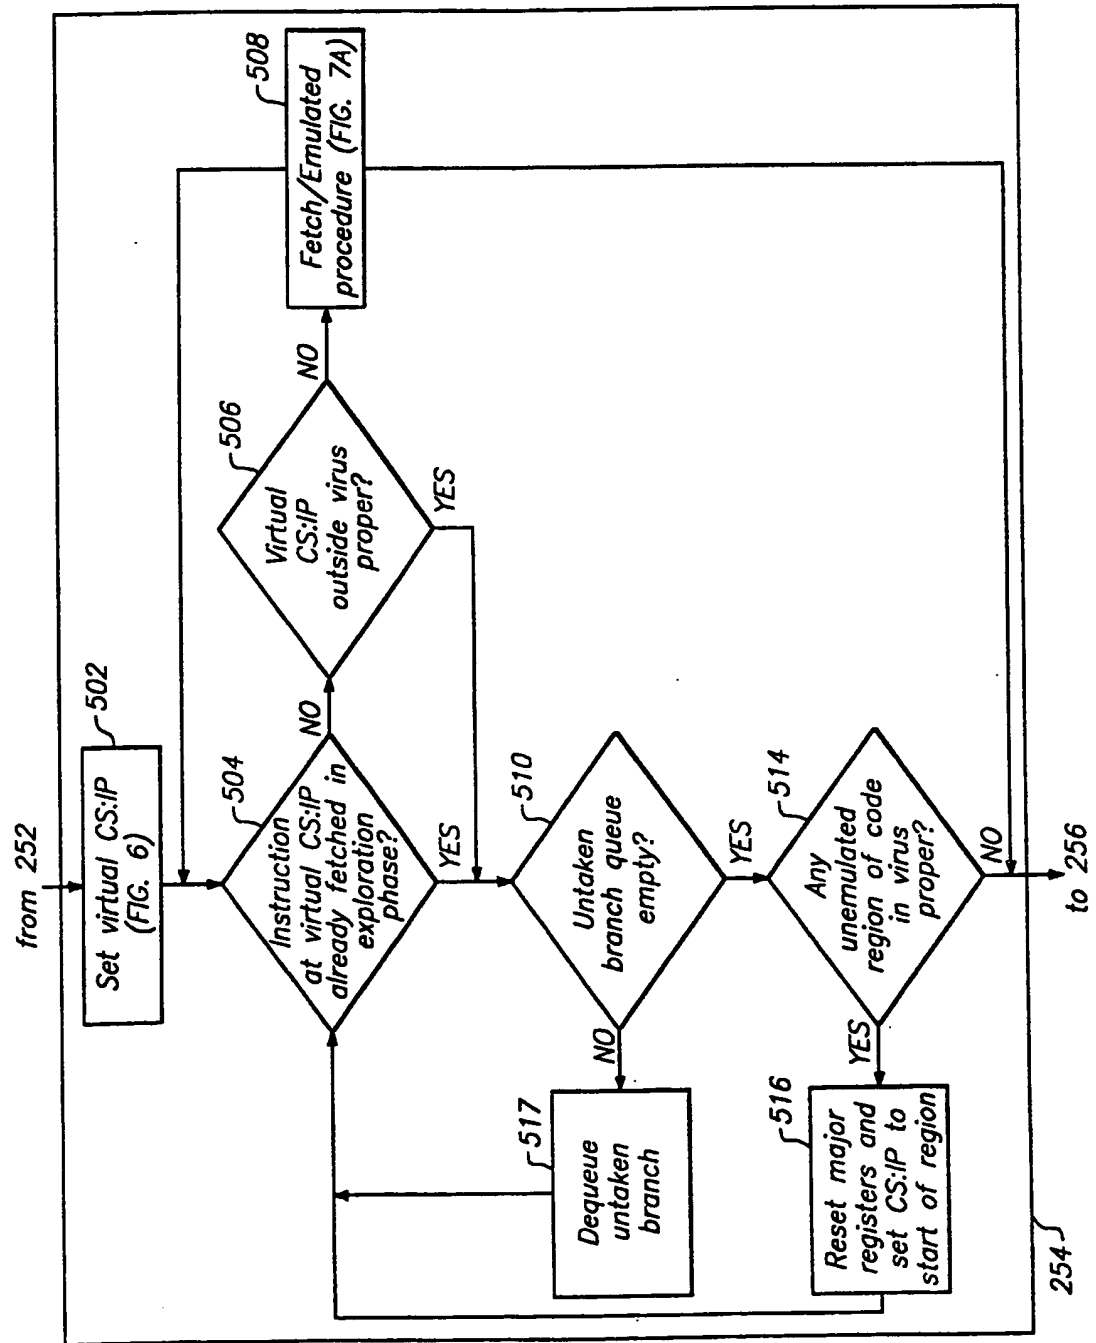 from 252
502
Set virtual CS:IP
(FIG. 6)
504
Instruction
at virtual CS:IP
already fetched in
exploration
phase?
NO
YES
506
Virtual
CS:IP
outside virus
proper?
NO
YES
508
Fetch/Emulated
procedure (FIG. 7A)
510
Untaken
branch queue
empty?
NO
YES
517
Dequeue
untaken
branch
514
Any
unemulated
region of code
in virus
proper?
YES
NO
516
Reset major
registers and
set CS:IP to
start of region
254
to 256